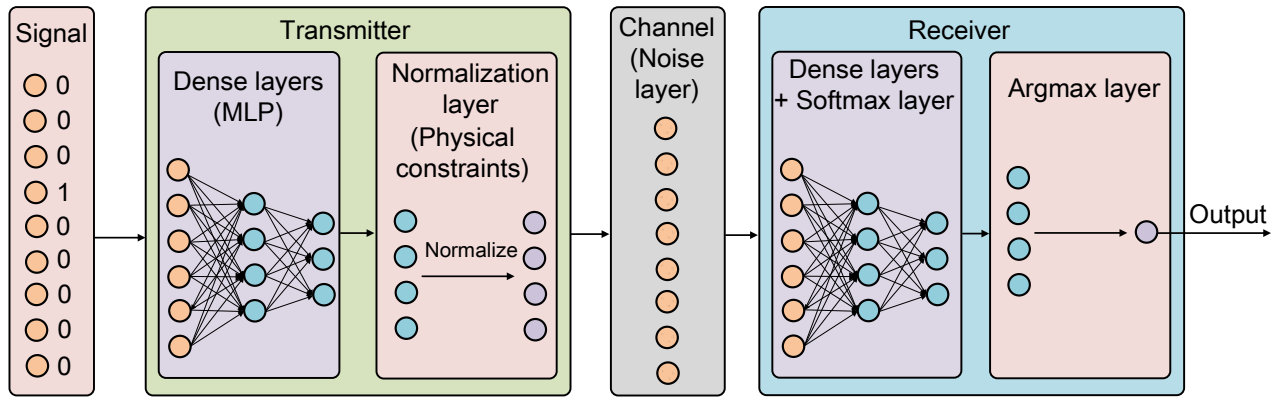 Signal
0
0
0
1
0
0
0
0
0
Transmitter
Dense layers
(MLP)
Normalization
layer
(Physical
constraints)
Normalize
Channel
(Noise
layer)
Receiver
Dense layers
+ Softmax layer
Argmax layer
Output